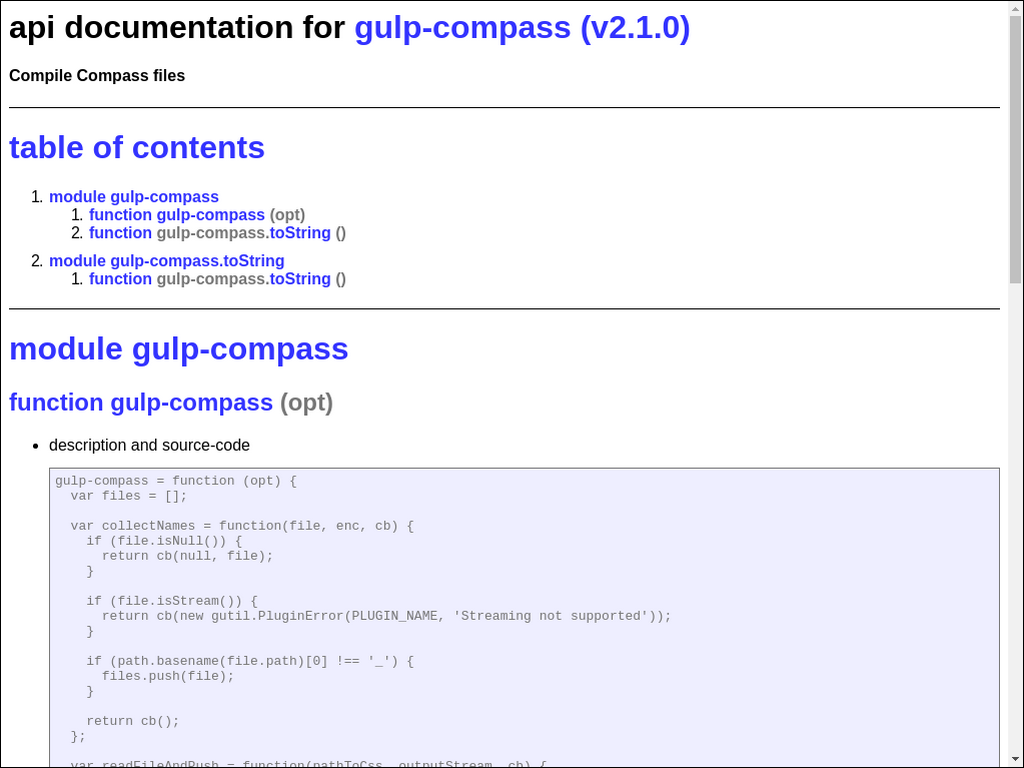 api documentation for gulp-compass (v2.1.0)
Compile Compass files
table of contents
1. module gulp-compass
1. function gulp-compass (opt)
2. function gulp-compass.toString ()
2. module gulp-compass.toString
1. function gulp-compass.toString ()
module gulp-compass
function gulp-compass (opt)
• description and source-code
gulp-compass = function (opt) {
  var files = [];
  var collectNames = function(file, enc, cb) {
    if (file.isNull()) {
      return cb(null, file);
    }
    if (file.isStream()) {
      return cb(new gutil.PluginError(PLUGIN_NAME, 'Streaming not supported'));
    }
    if (path.basename(file.path)[0] !== '_') {
      files.push(file);
    }
    return cb();
  };
  var readFileAndPush = function(pathToCss, outputStream, cb) {